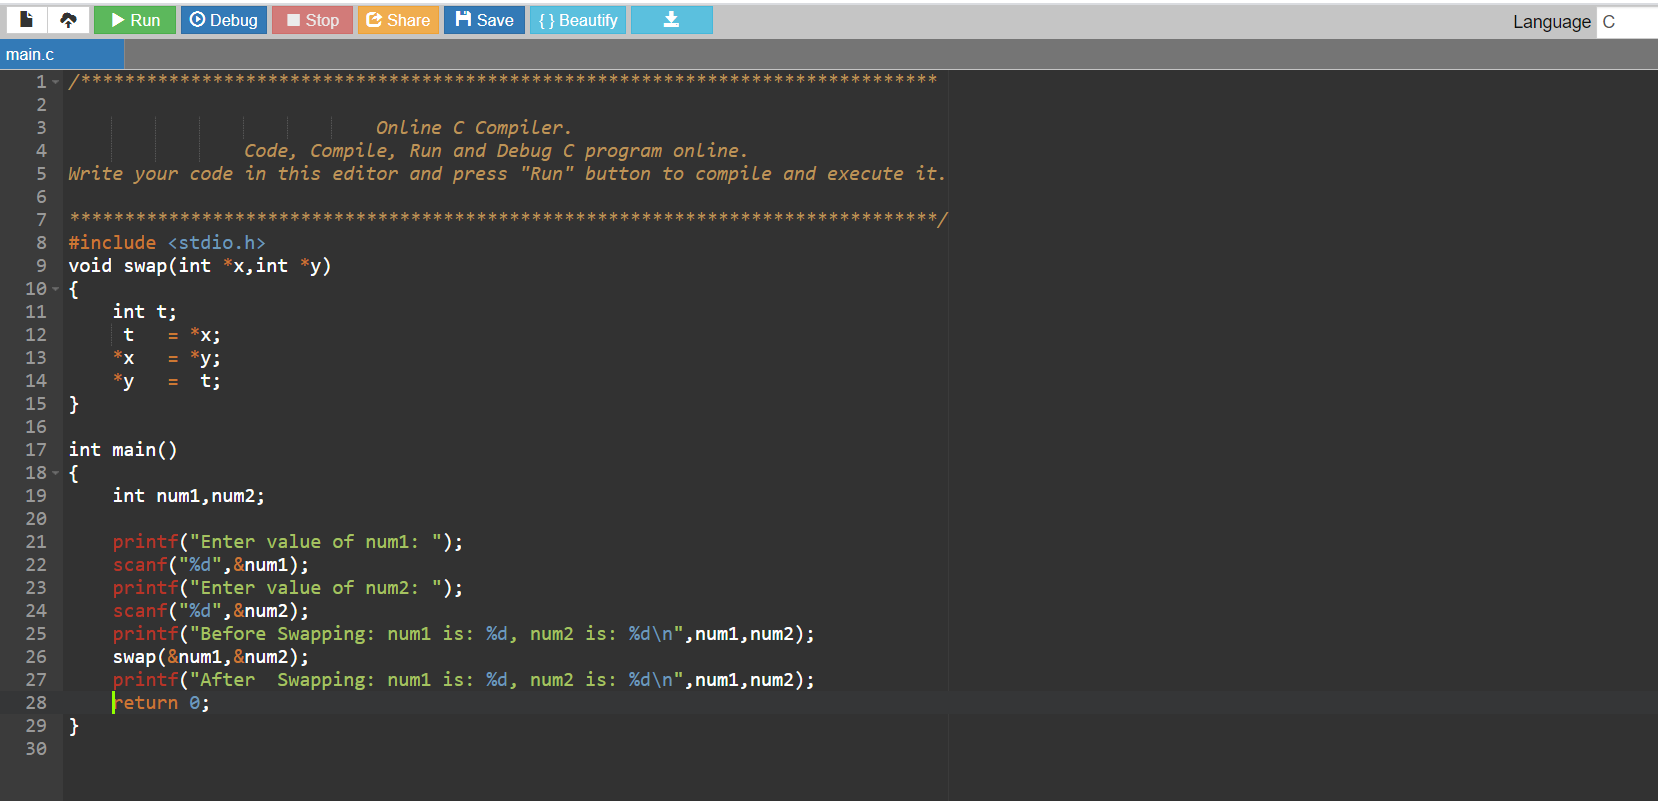 Run Debug Stop Share Save { } Beautify Language C
main.c
1 /******************************************************************************
2
3                             Online C Compiler.
4                 Code, Compile, Run and Debug C program online.
5 Write your code in this editor and press "Run" button to compile and execute it.
6
7 *******************************************************************************/
8 #include <stdio.h>
9 void swap(int *x,int *y)
10 {
11     int t;
12      t   = *x;
13     *x   = *y;
14     *y   =  t;
15 }
16
17 int main()
18 {
19     int num1,num2;
20
21     printf("Enter value of num1: ");
22     scanf("%d",&num1);
23     printf("Enter value of num2: ");
24     scanf("%d",&num2);
25     printf("Before Swapping: num1 is: %d, num2 is: %d\n",num1,num2);
26     swap(&num1,&num2);
27     printf("After  Swapping: num1 is: %d, num2 is: %d\n",num1,num2);
28     return 0;
29 }
30